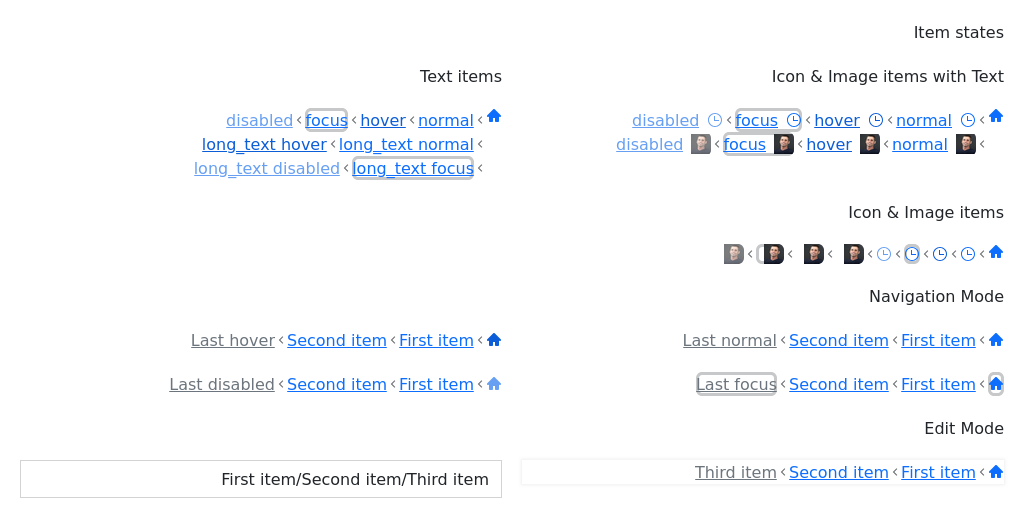 Item states
Text items
Icon & Image items with Text
disabled ‹ focus ‹ hover ‹ normal ‹
disabled ‹ focus ‹ hover ‹ normal ‹
long_text hover ‹ long_text normal ‹
disabled ‹ focus ‹ hover ‹ normal ‹
long_text disabled ‹ long_text focus ‹
Icon & Image items
Navigation Mode
Last hover ‹ Second item ‹ First item ‹
Last normal ‹ Second item ‹ First item ‹
Last disabled ‹ Second item ‹ First item ‹
Last focus ‹ Second item ‹ First item ‹
Edit Mode
First item/Second item/Third item
Third item ‹ Second item ‹ First item ‹